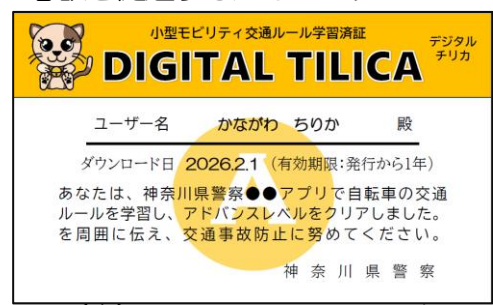 小型モビリティ交通ルール学習済証
DIGITAL TILICA
デジタル
チリカ
ユーザー名 かながわ ちりか 殿
ダウンロード日 2026.2.1（有効期限：発行から1年）
A
あなたは、神奈川県警察●●アプリで自転車の交通
ルールを学習し、アドバンスレベルをクリアしました。
を周囲に伝え、交通事故防止に努めてください。
神奈川県警察